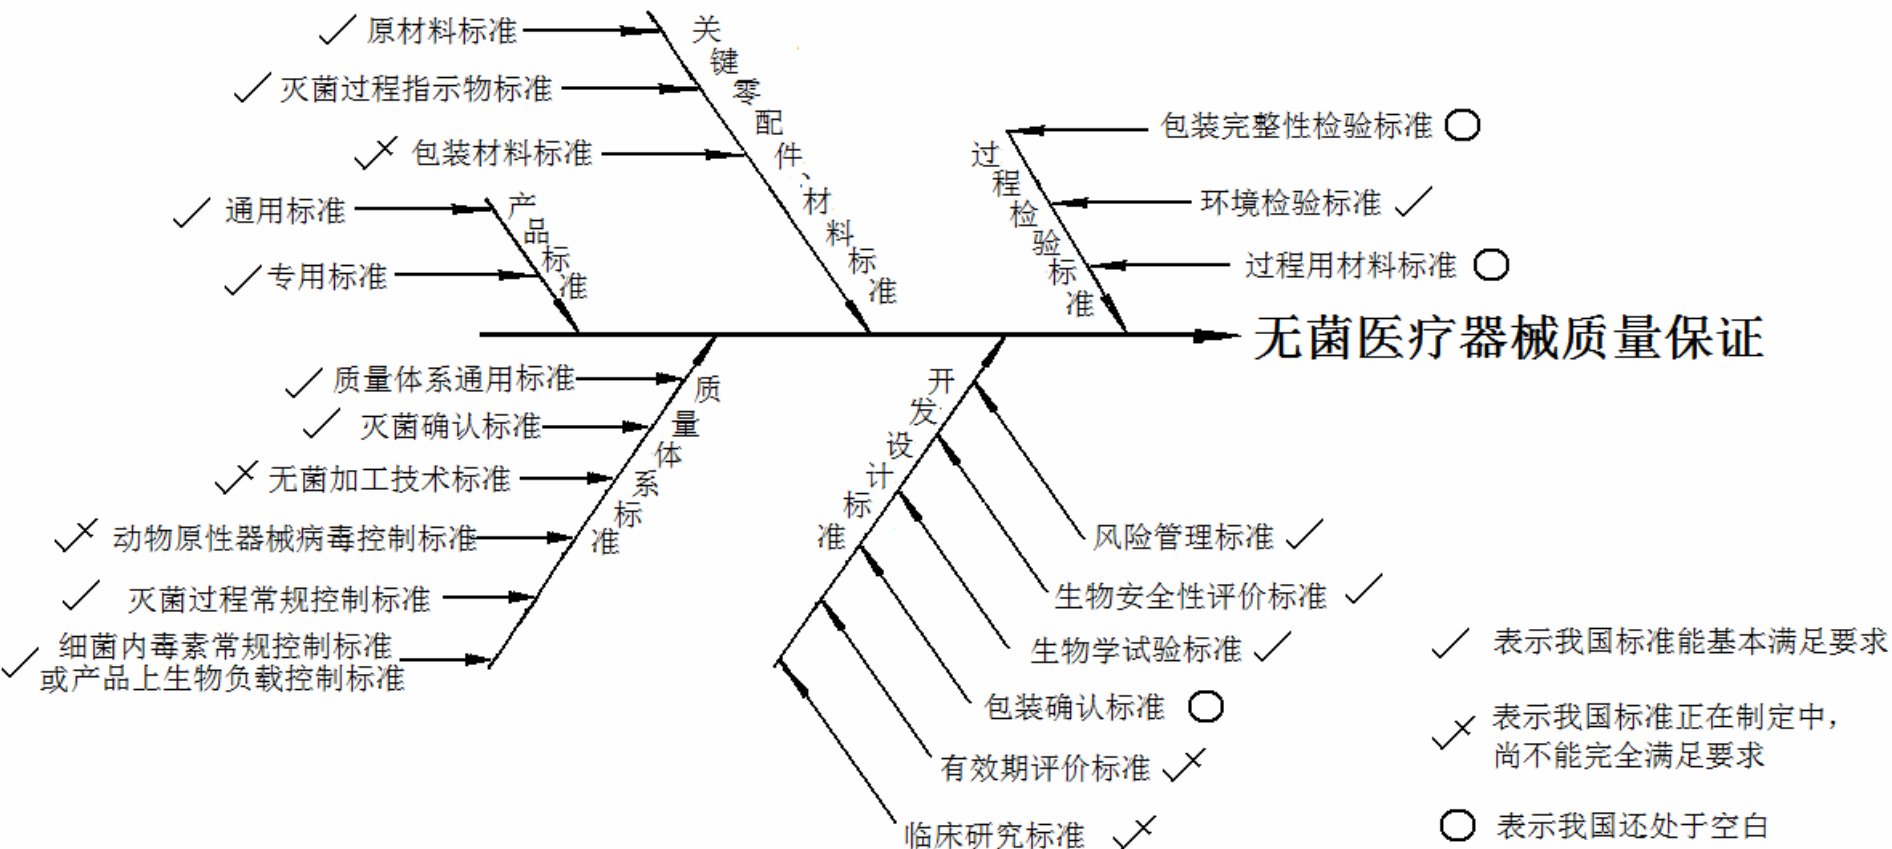 原材料标准
灭菌过程指示物标准
包装材料标准
关键零配件、材料标准
通用标准
专用标准
产品标准
包装完整性检验标准
环境检验标准
过程用材料标准
过程检验标准
无菌医疗器械质量保证
质量体系通用标准
灭菌确认标准
无菌加工技术标准
动物原性器械病毒控制标准
灭菌过程常规控制标准
细菌内毒素常规控制标准
或产品上生物负载控制标准
质量体系标准
开发设计标准
风险管理标准
生物安全性评价标准
生物学试验标准
包装确认标准
有效期评价标准
临床研究标准
表示我国标准能基本满足要求
表示我国标准正在制定中，
尚不能完全满足要求
表示我国还处于空白